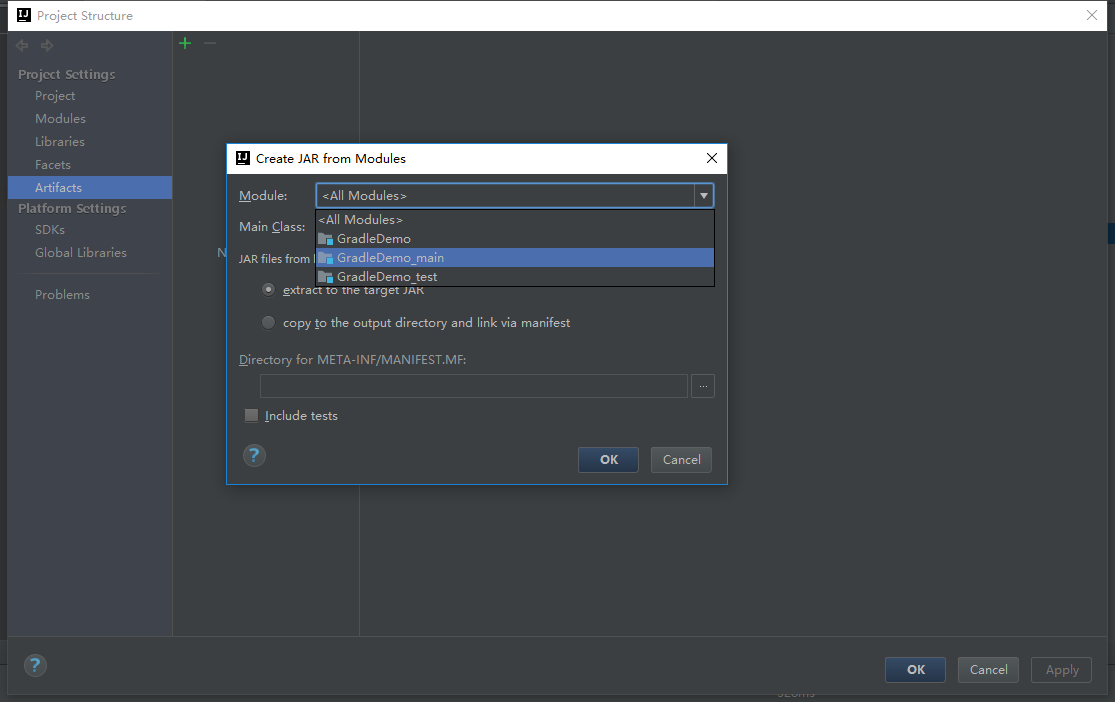 Project Structure
Project Settings
Project
Modules
Libraries
Facets
Artifacts
Platform Settings
SDKs
Global Libraries
Problems
Create JAR from Modules
Module: <All Modules>
<All Modules>
GradleDemo
GradleDemo_main
GradleDemo_test
Main Class:
JAR files from
extract to the target JAR
copy to the output directory and link via manifest
Directory for META-INF/MANIFEST.MF:
...
Include tests
? OK Cancel
? OK Cancel Apply